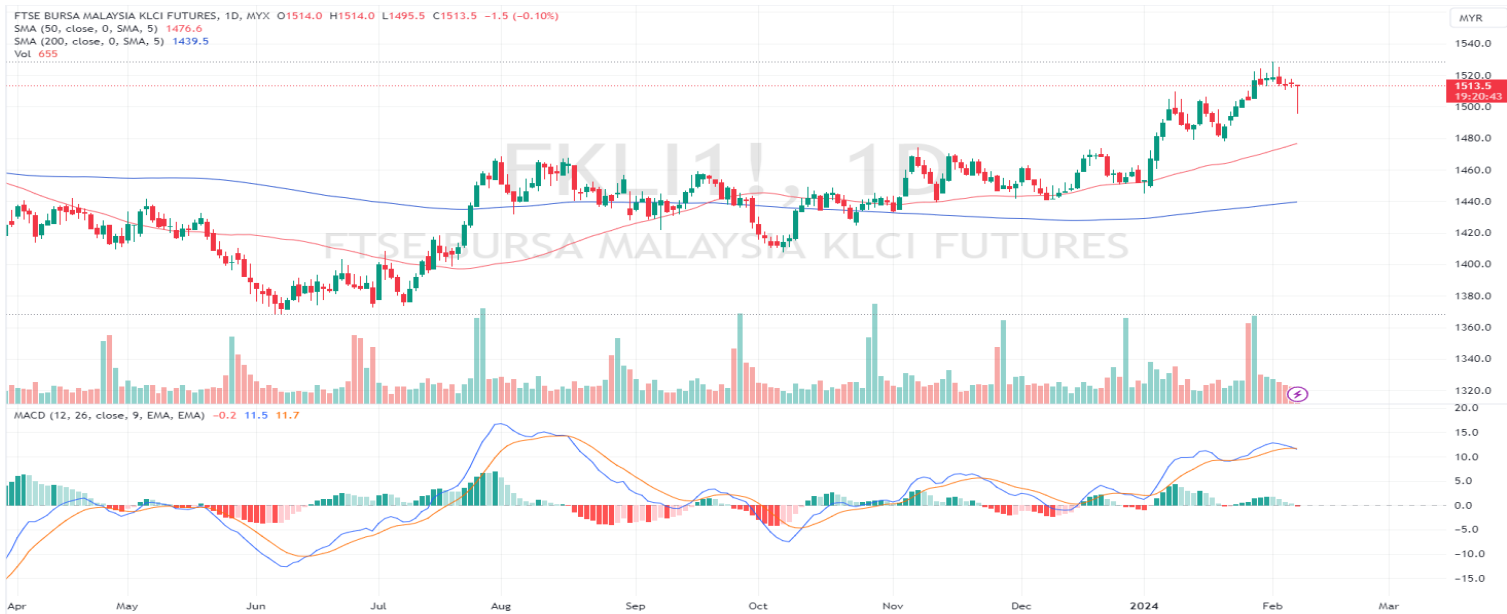 FTSE BURSA MALAYSIA KLCI FUTURES, 1D, MYX O1514.0 H1514.0 L1495.5 C1513.5 −1.5 (−0.10%)
MYR
SMA (50, close, 0, SMA, 5) 1476.6
SMA (200, close, 0, SMA, 5) 1439.5
Vol 655
1540.0
1520.0
1513.5
19:20:43
1500.0
1480.0
1460.0
1440.0
1420.0
1400.0
1380.0
1360.0
1340.0
1320.0
FKLI1!, 1D
FTSE BURSA MALAYSIA KLCI FUTURES
MACD (12, 26, close, 9, EMA, EMA) −0.2 11.5 11.7
20.0
15.0
10.0
5.0
0.0
−5.0
−10.0
−15.0
Apr May Jun Jul Aug Sep Oct Nov Dec 2024 Feb Mar